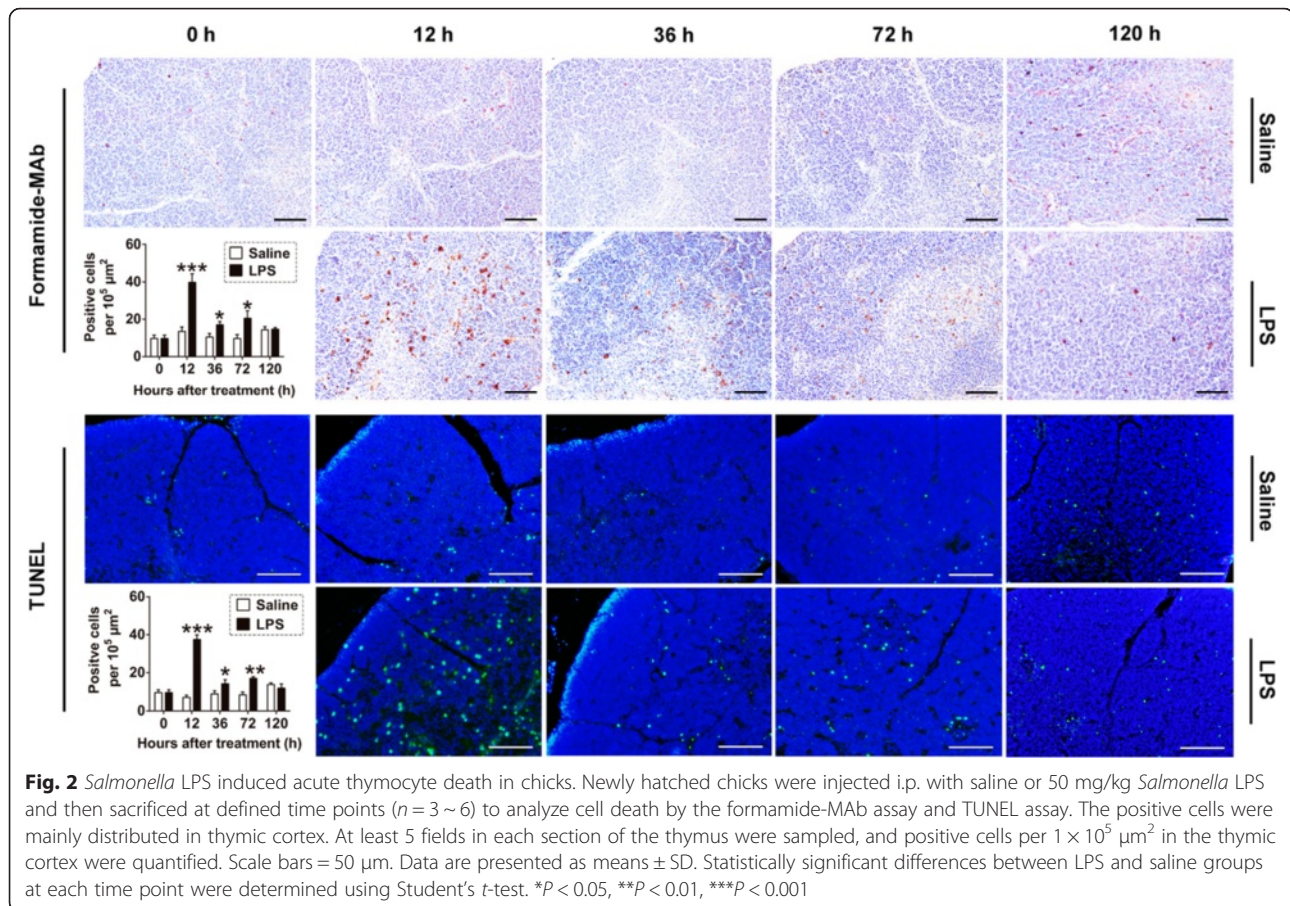 0 h 12 h 36 h 72 h 120 h
Formamide-MAb
Saline
Positive cells
per 10⁵ µm²
60
40
20
0
Saline
LPS
***
*
*
0 12 36 72 120
Hours after treatment (h)
LPS
TUNEL
Saline
Positve cells
per 10⁵ µm²
60
40
20
0
Saline
LPS
***
*
**
0 12 36 72 120
Hours after treatment (h)
LPS
Fig. 2 Salmonella LPS induced acute thymocyte death in chicks. Newly hatched chicks were injected i.p. with saline or 50 mg/kg Salmonella LPS
and then sacrificed at defined time points (n = 3 ~ 6) to analyze cell death by the formamide-MAb assay and TUNEL assay. The positive cells were
mainly distributed in thymic cortex. At least 5 fields in each section of the thymus were sampled, and positive cells per 1 × 10⁵ µm² in the thymic
cortex were quantified. Scale bars = 50 µm. Data are presented as means ± SD. Statistically significant differences between LPS and saline groups
at each time point were determined using Student's t-test. *P < 0.05, **P < 0.01, ***P < 0.001